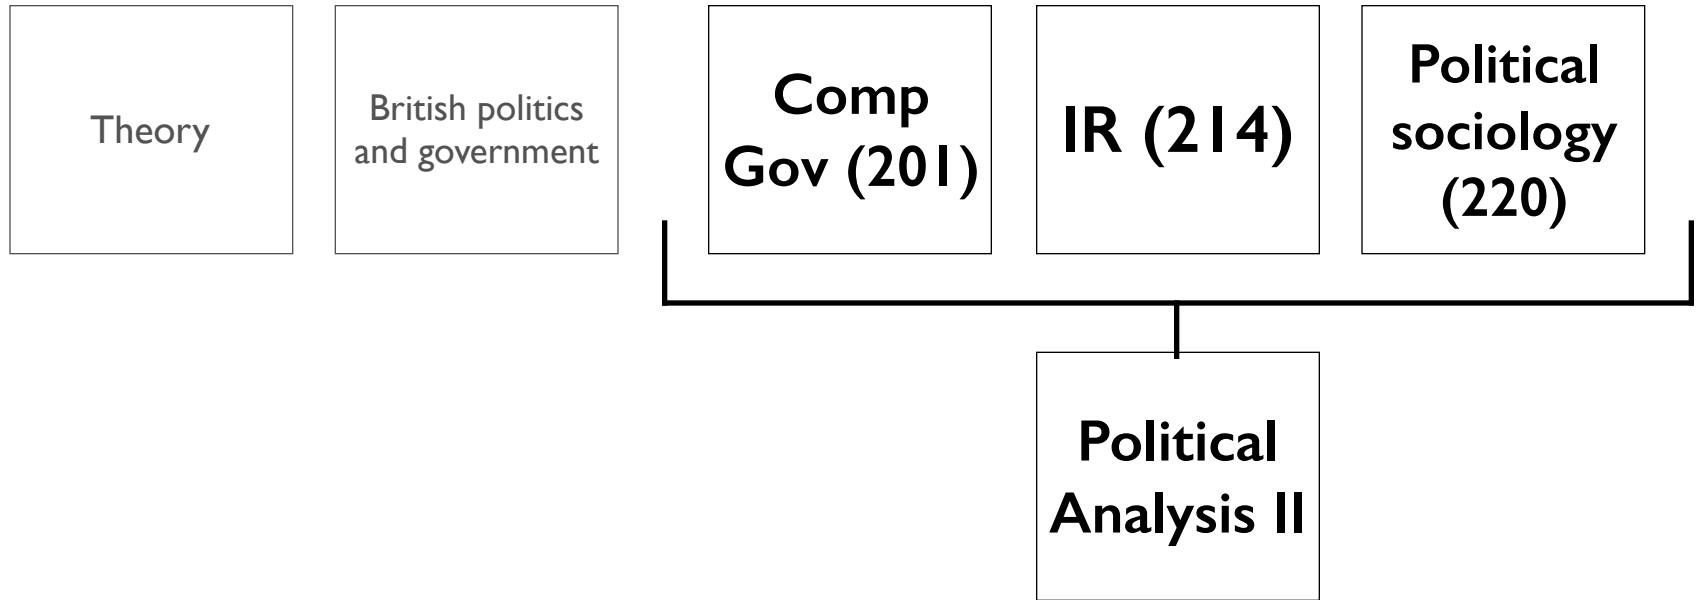 Theory
British politics
and government
Comp
Gov (201)
IR (214)
Political
sociology
(220)
Political
Analysis II